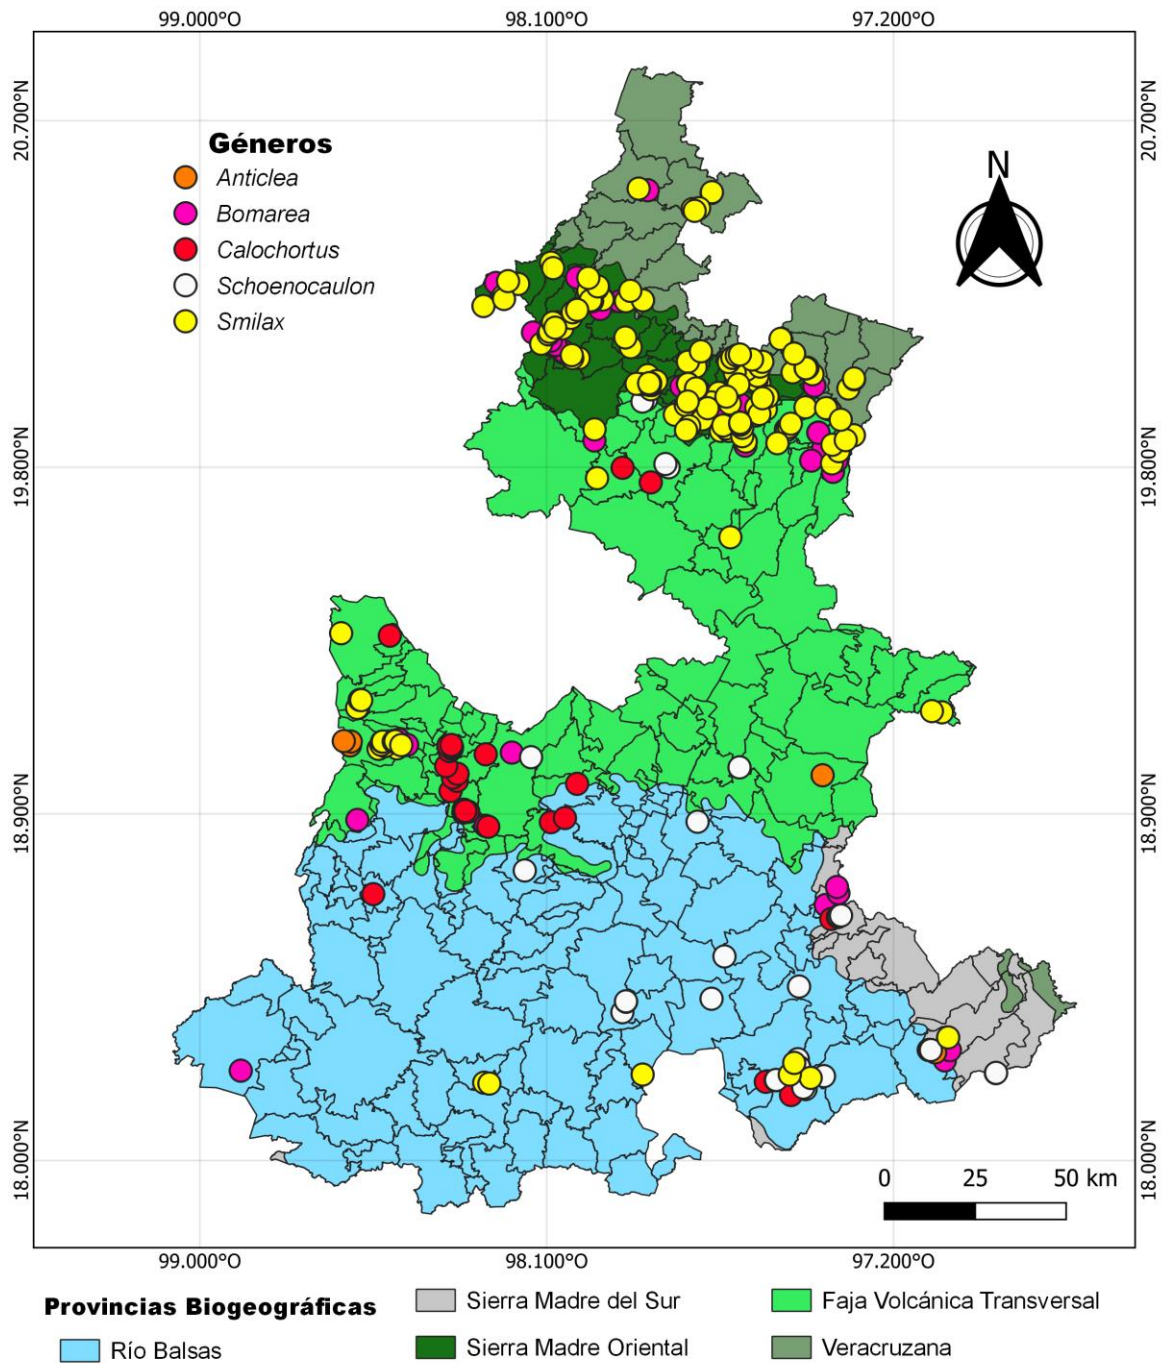 99.000°O 98.100°O 97.200°O
20.700°N
20.700°N
Géneros
Anticlea
Bomarea
Calochortus
Schoenocaulon
Smilax
N
19.800°N
19.800°N
18.900°N
18.900°N
18.000°N
18.000°N
0 25 50 km
99.000°O 98.100°O 97.200°O
Provincias Biogeográficas
Sierra Madre del Sur
Faja Volcánica Transversal
Río Balsas
Sierra Madre Oriental
Veracruzana